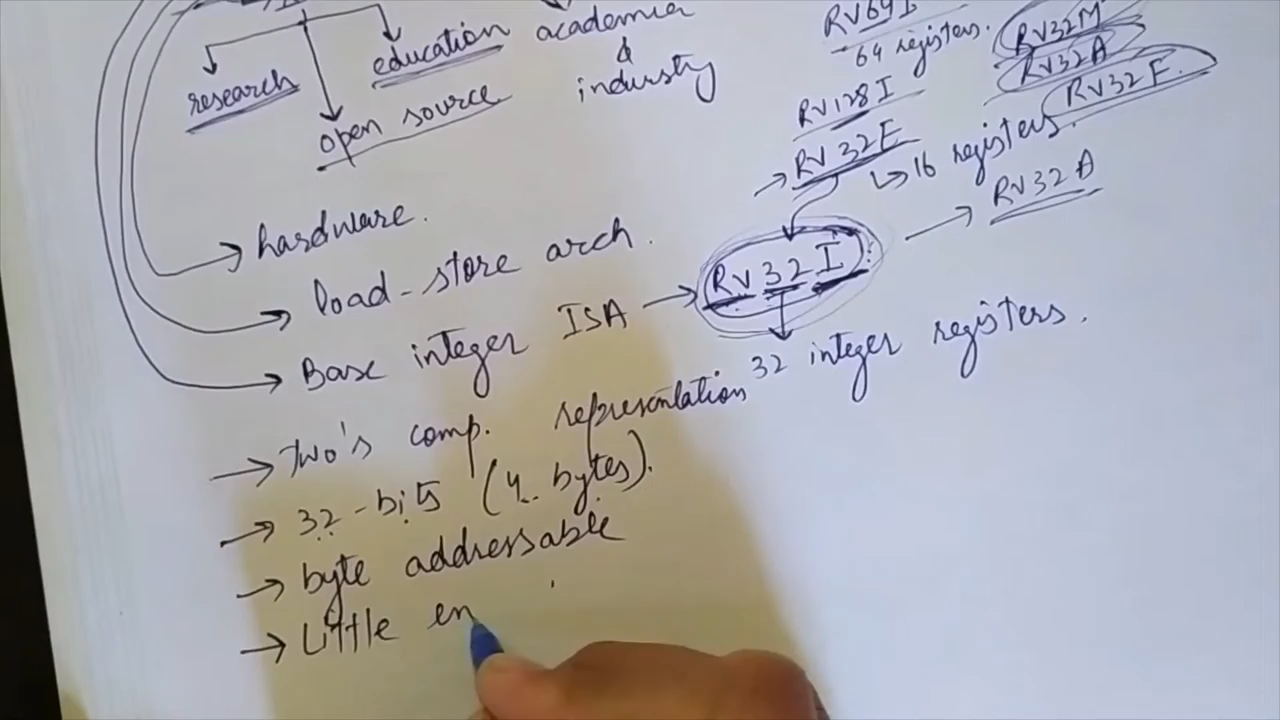 research
education
open source
academia
&
indursty
RV64I
64 registers.
RV128I
RV32E
16 registers.
RV32M
RV32A
RV32F.
RV32A
hardware.
load-store arch.
Base integer ISA
RV32I
32 integer registers.
Two's comp. representation
32-bits (4 bytes).
byte addressable
Little en